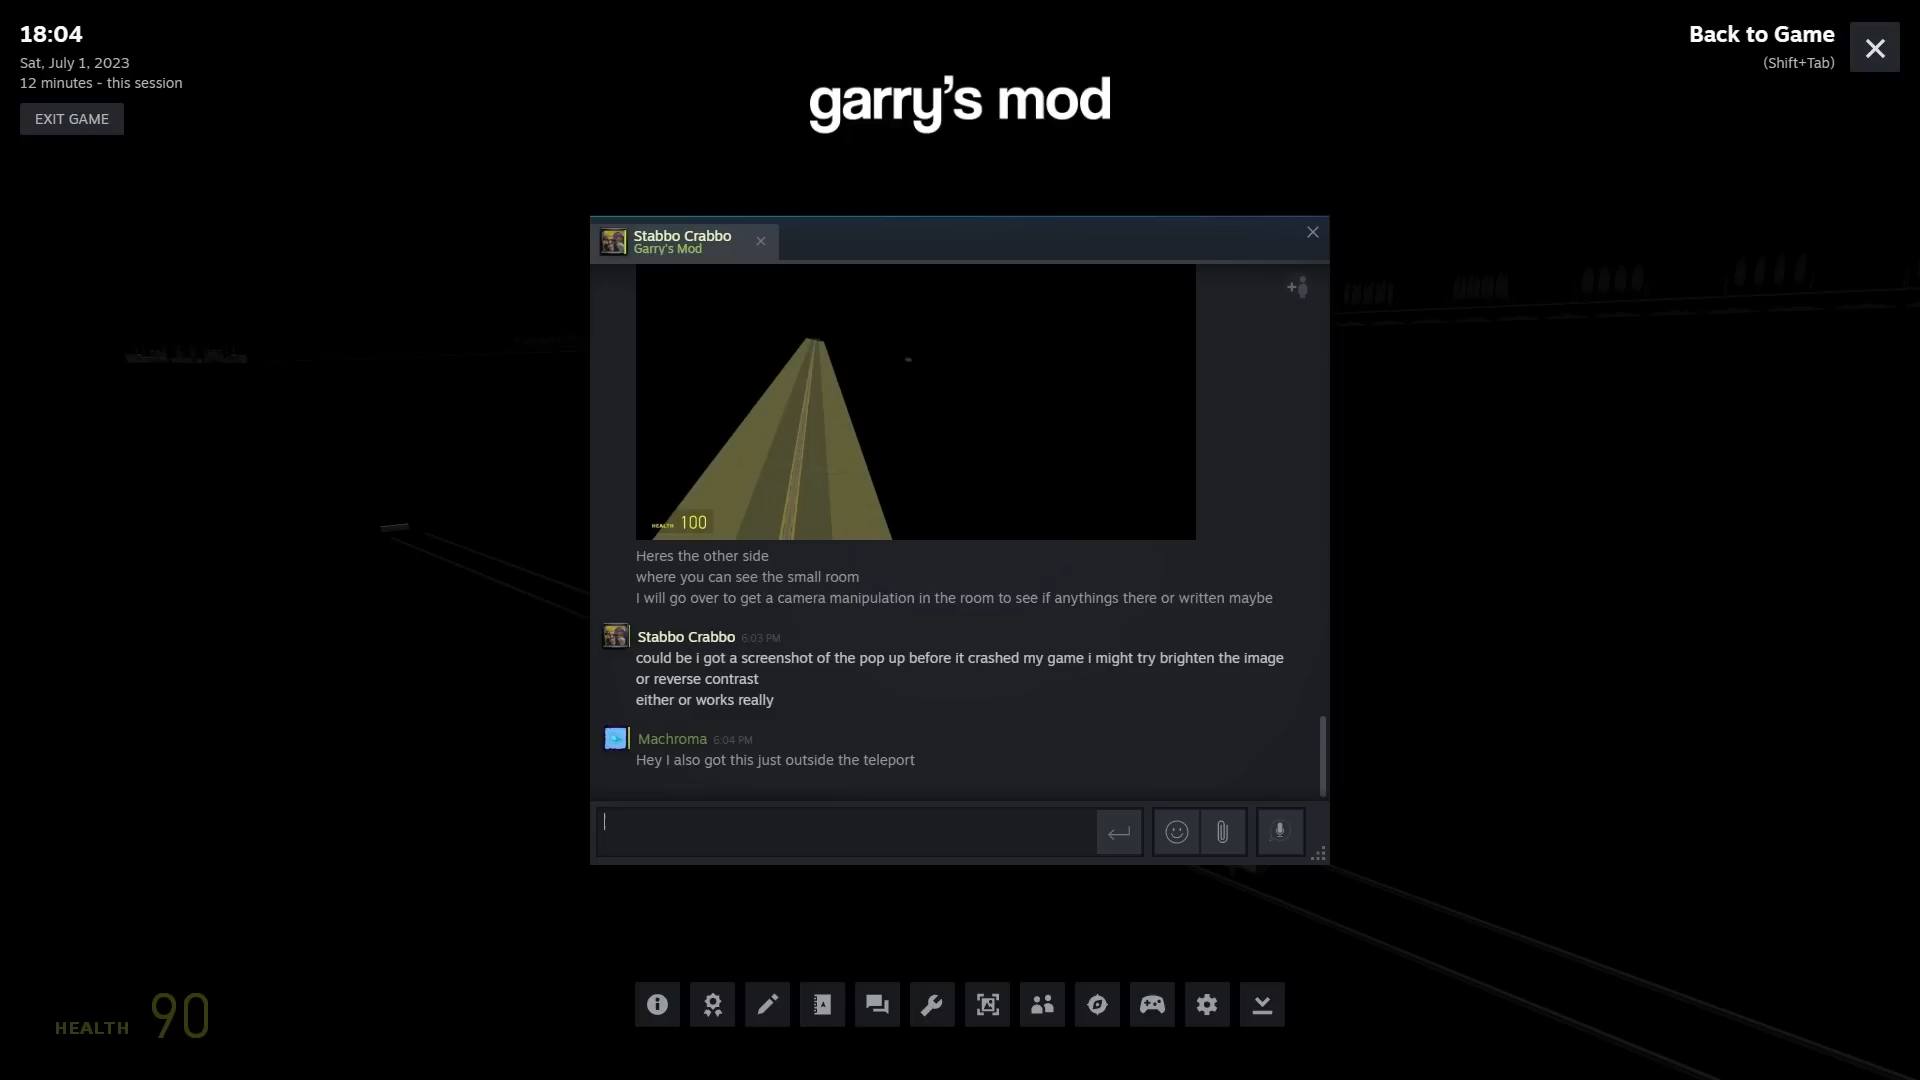 18:04
Sat, July 1, 2023
12 minutes - this session
EXIT GAME
Back to Game
(Shift+Tab)
garry's mod
Stabbo Crabbo
Garry's Mod
HEALTH 100
Heres the other side
where you can see the small room
I will go over to get a camera manipulation in the room to see if anythings there or written maybe
Stabbo Crabbo 6:03 PM
could be i got a screenshot of the pop up before it crashed my game i might try brighten the image
or reverse contrast
either or works really
Machroma 6:04 PM
Hey I also got this just outside the teleport
HEALTH 90